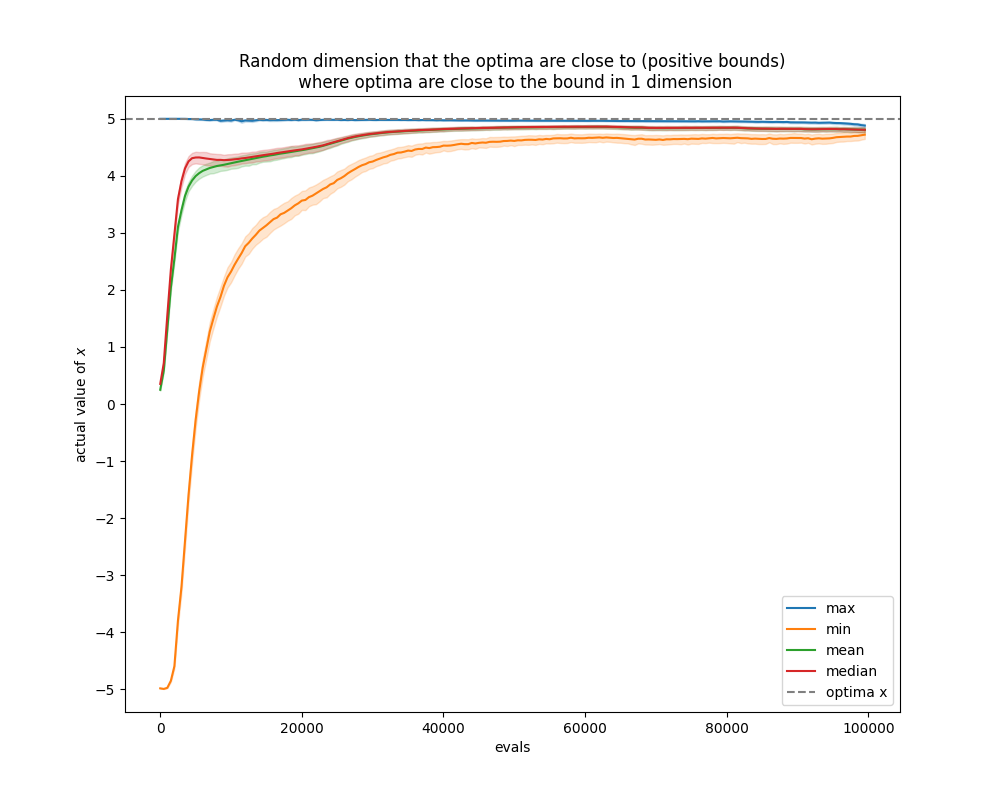 Random dimension that the optima are close to (positive bounds)
where optima are close to the bound in 1 dimension
5
4
3
2
1
0
−1
−2
−3
−4
−5
actual value of x
0
20000
40000
60000
80000
100000
evals
max
min
mean
median
optima x